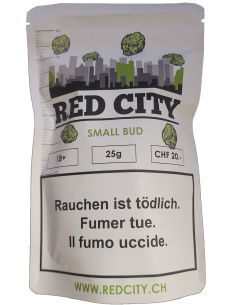 RED CITY
SMALL BUD
18+ 25g CHF 20.-
Rauchen ist tödlich.
Fumer tue.
Il fumo uccide.
WWW.REDCITY.CH